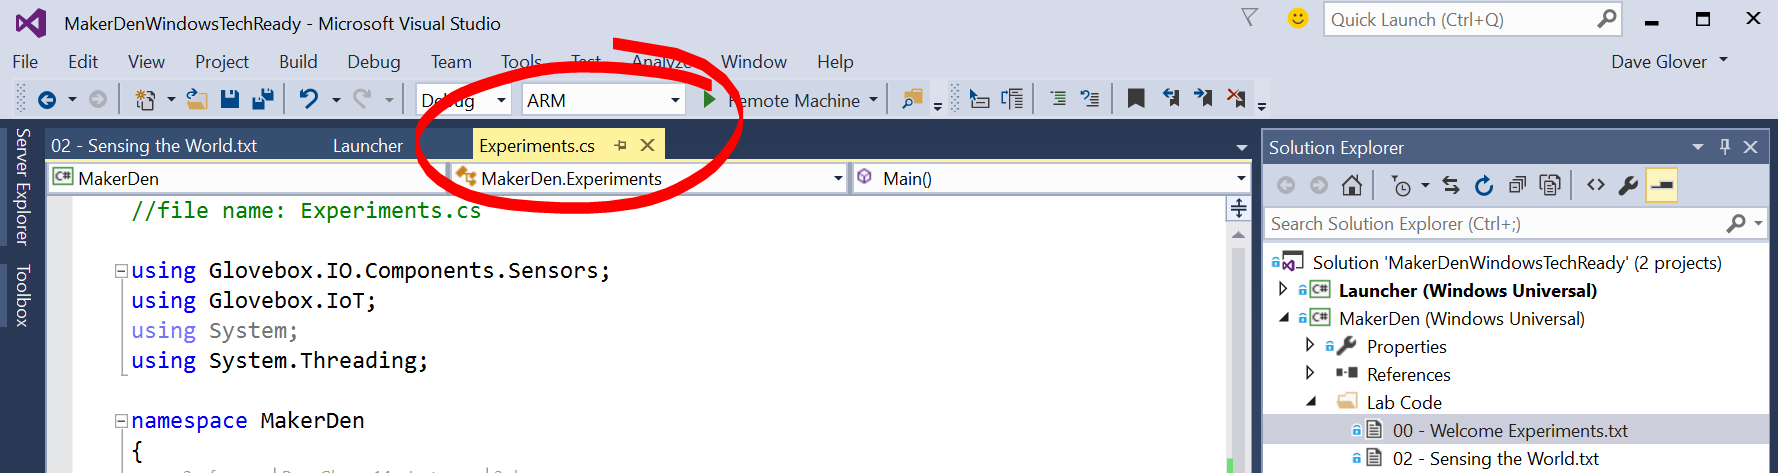 MakerDenWindowsTechReady - Microsoft Visual Studio
Quick Launch (Ctrl+Q)
File Edit View Project Build Debug Team Tools Test Analyze Window Help
Dave Glover
Debug ARM Remote Machine
Server Explorer
Toolbox
02 - Sensing the World.txt Launcher Experiments.cs
C# MakerDen MakerDen.Experiments Main()
//file name: Experiments.cs
using Glovebox.IO.Components.Sensors;
using Glovebox.IoT;
using System;
using System.Threading;
namespace MakerDen
{
Solution Explorer
Search Solution Explorer (Ctrl+;)
Solution 'MakerDenWindowsTechReady' (2 projects)
C# Launcher (Windows Universal)
C# MakerDen (Windows Universal)
Properties
References
Lab Code
00 - Welcome Experiments.txt
02 - Sensing the World.txt